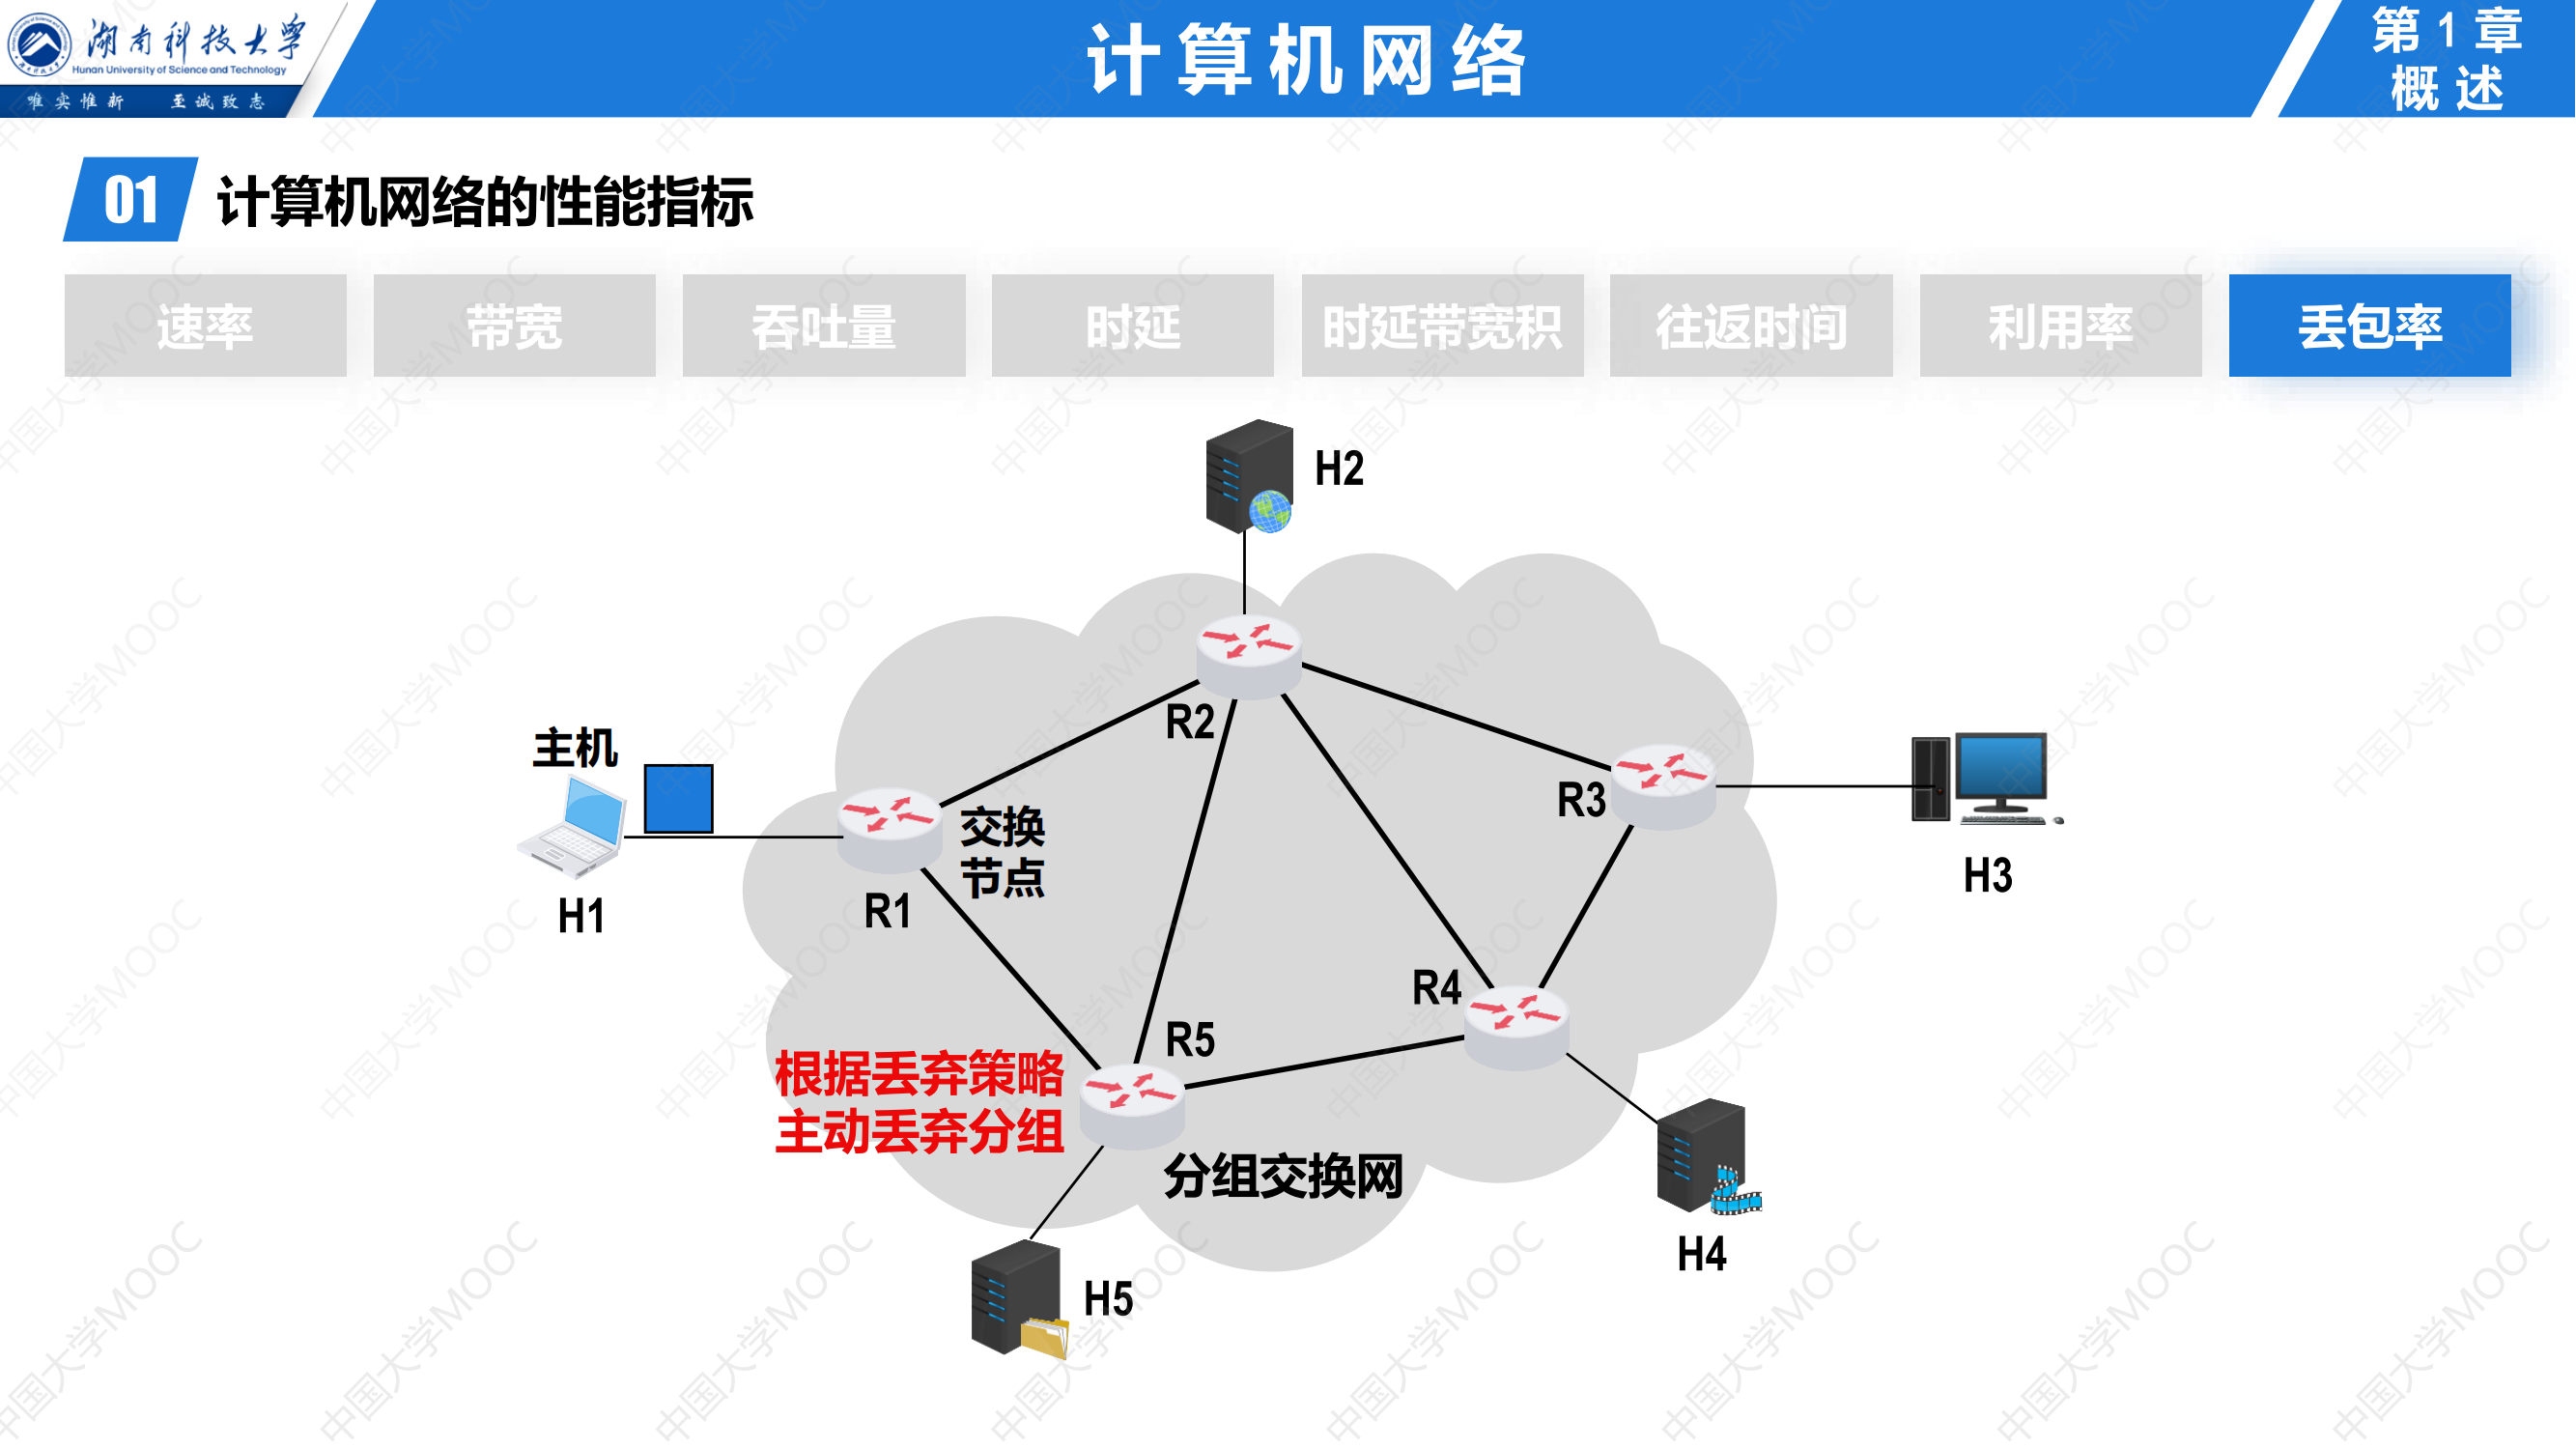 湖南科技大学
Hunan University of Science and Technology
唯实惟新 至诚致志
计算机网络
第1章
概述
01 计算机网络的性能指标
速率 带宽 吞吐量 时延 时延带宽积 往返时间 利用率 丢包率
H2
R2
主机
R3
交换
节点
H3
R1
H1
R4
R5
根据丢弃策略
主动丢弃分组
分组交换网
H4
H5
中国大学MOOC